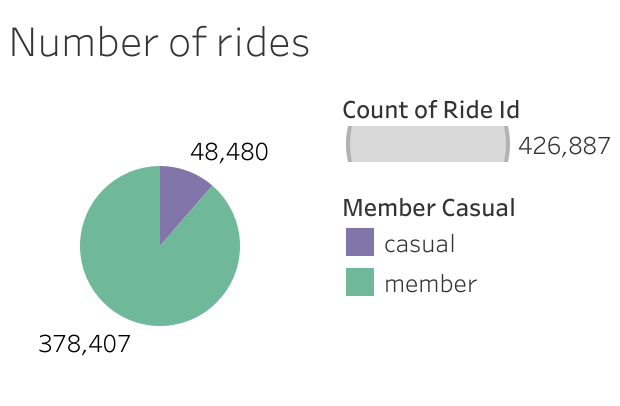 Number of rides
Count of Ride Id
426,887
48,480
Member Casual
casual
member
378,407